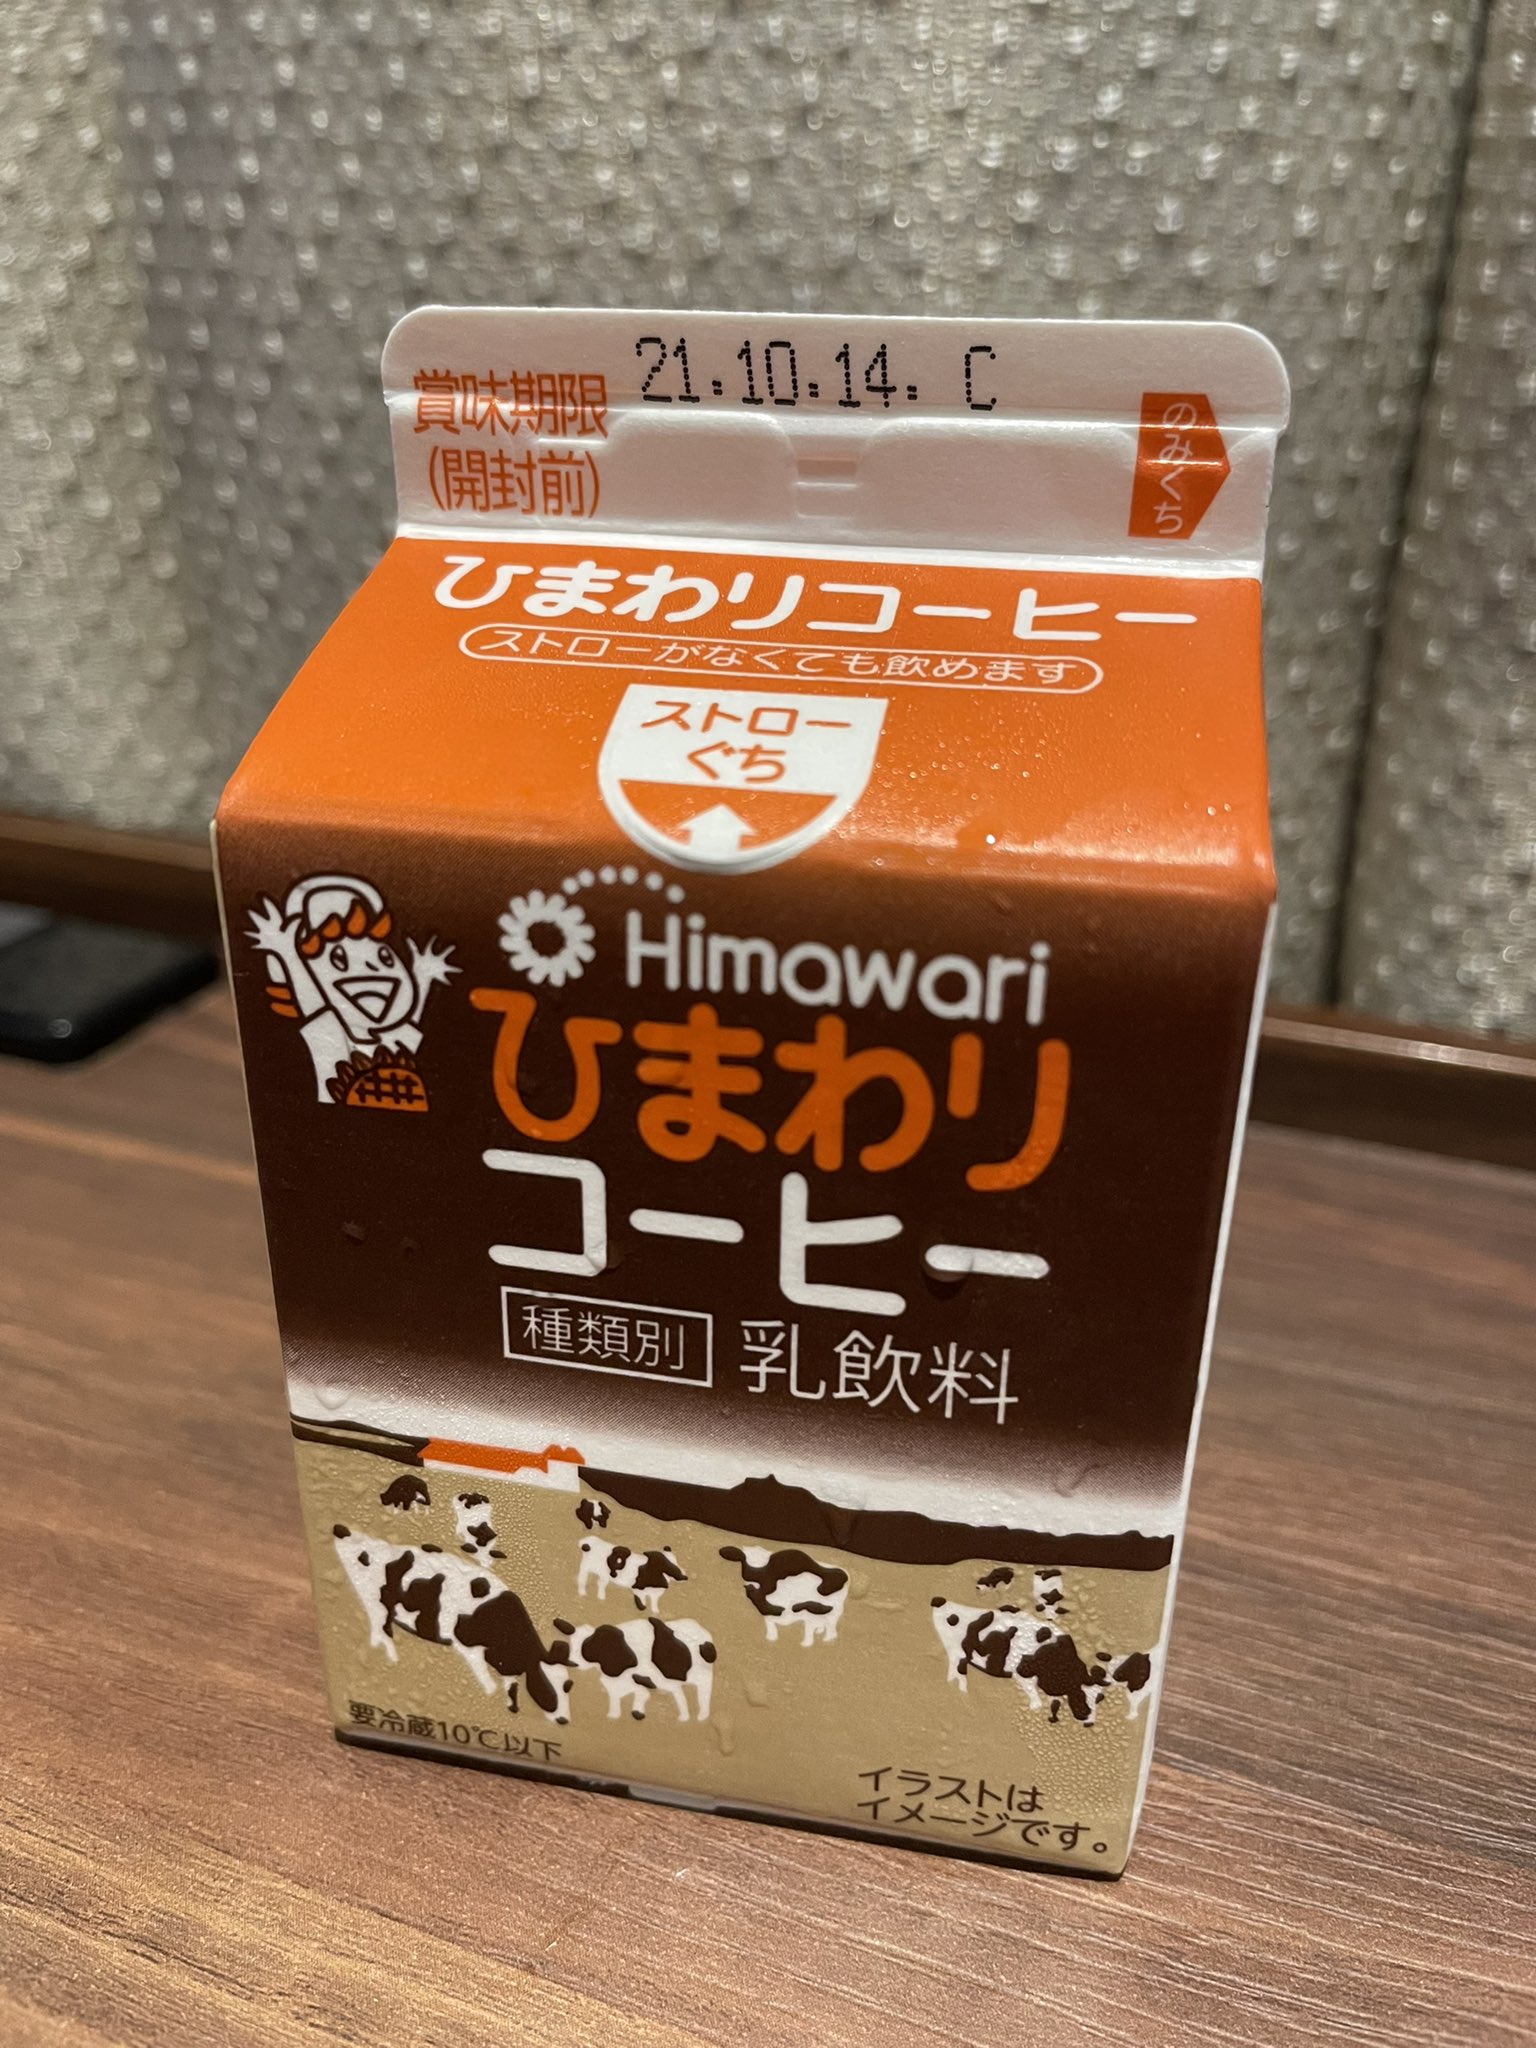 21.10.14. C
賞味期限
(開封前)
のみくち
ひまわりコーヒー
ストローがなくても飲めます
ストロー
ぐち
Himawari
ひまわり
コーヒー
種類別 乳飲料
要冷蔵10℃以下
イラストは
イメージです。